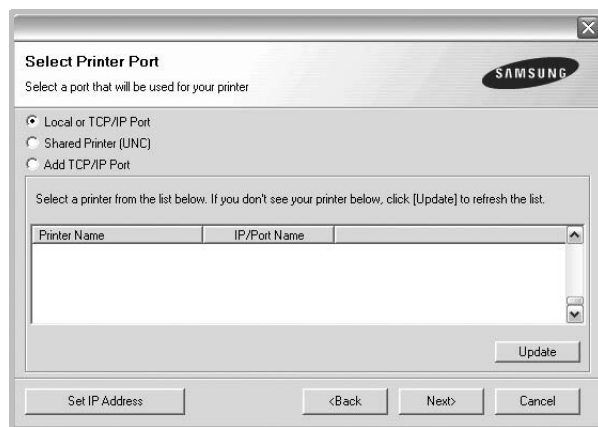 Select Printer Port
Select a port that will be used for your printer
SAMSUNG
Local or TCP/IP Port
Shared Printer (UNC)
Add TCP/IP Port
Select a printer from the list below. If you don't see your printer below, click [Update] to refresh the list.
Printer Name IP/Port Name
Update
Set IP Address <Back Next> Cancel